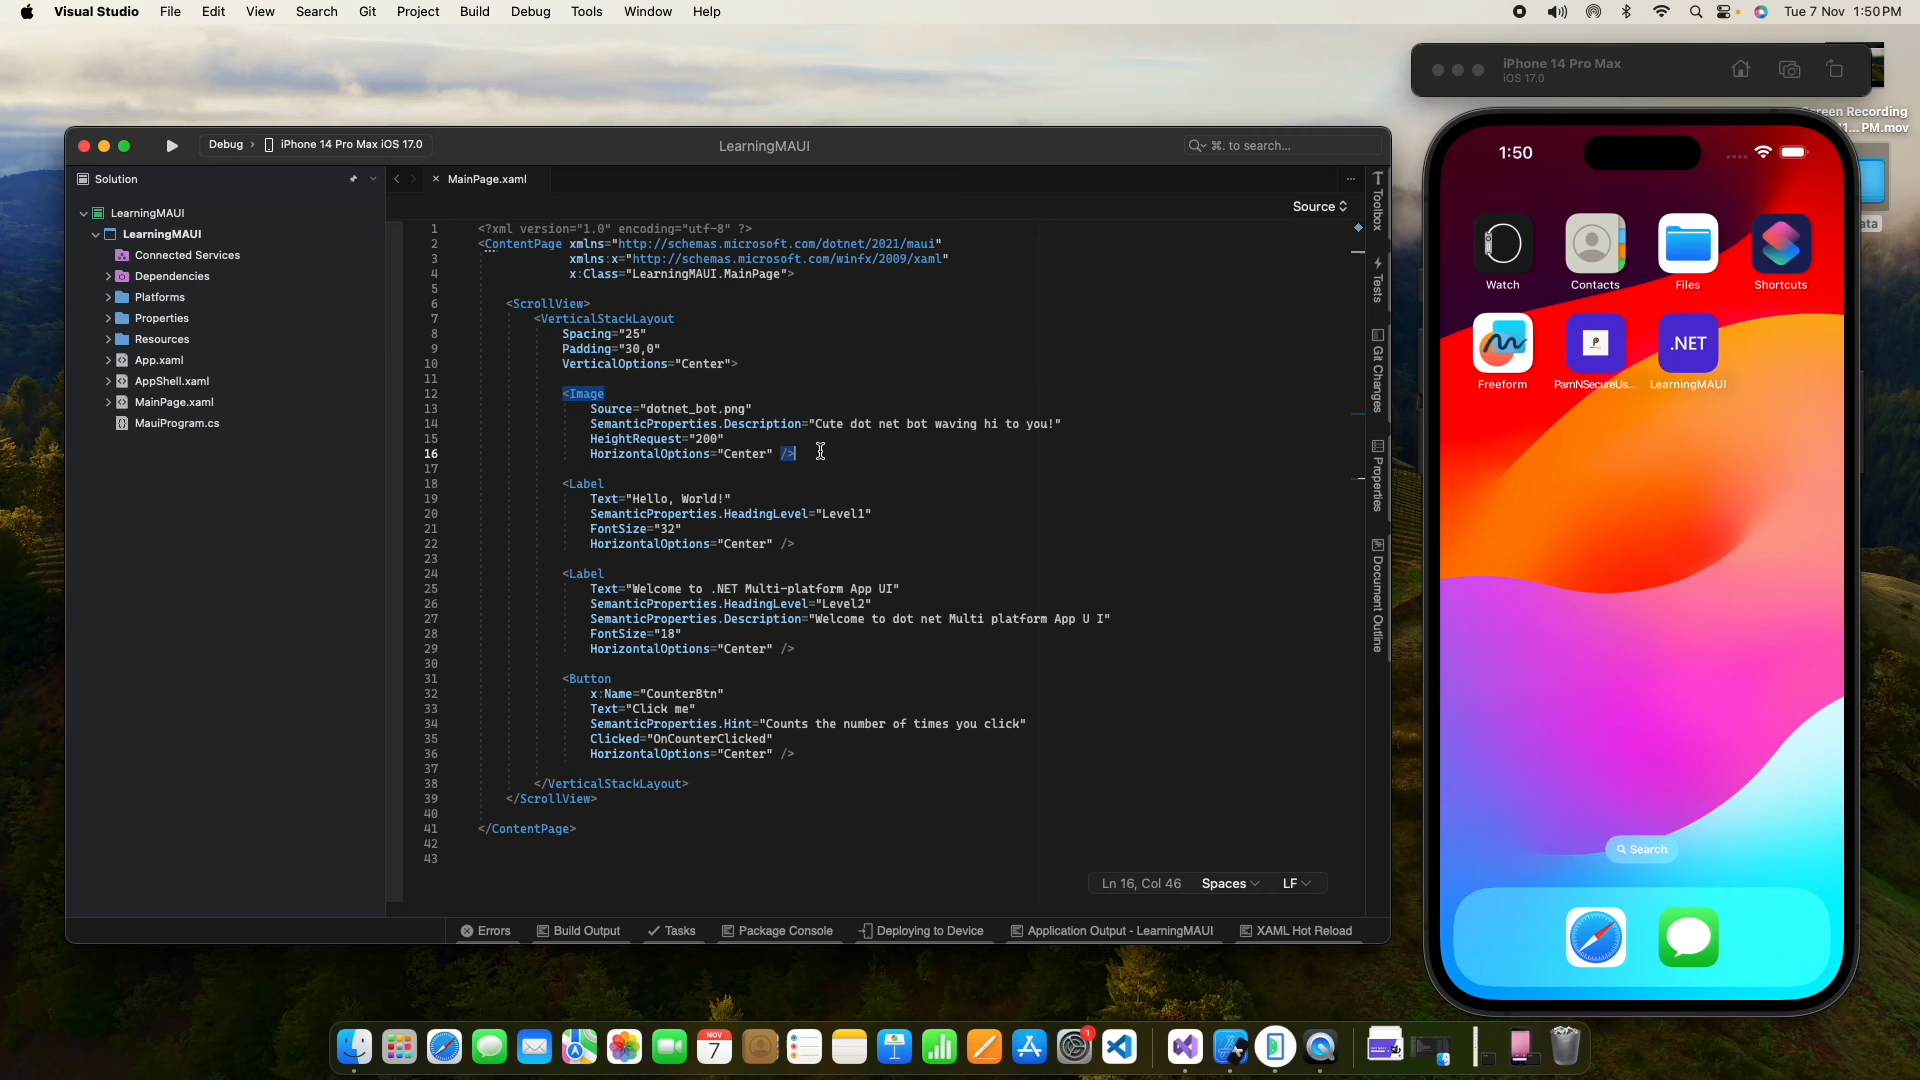 Visual Studio File Edit View Search Git Project Build Debug Tools Window Help Tue 7 Nov 1:50 PM
iPhone 14 Pro Max
iOS 17.0
Screen Recording
...11...PM.mov
Debug › iPhone 14 Pro Max iOS 17.0
LearningMAUI
⌘. to search...
Solution
MainPage.xaml
Source
LearningMAUI
LearningMAUI
Connected Services
Dependencies
Platforms
Properties
Resources
App.xaml
AppShell.xaml
MainPage.xaml
MauiProgram.cs
1 <?xml version="1.0" encoding="utf-8" ?>
2 <ContentPage xmlns="http://schemas.microsoft.com/dotnet/2021/maui"
3 xmlns:x="http://schemas.microsoft.com/winfx/2009/xaml"
4 x:Class="LearningMAUI.MainPage">
5
6 <ScrollView>
7 <VerticalStackLayout
8 Spacing="25"
9 Padding="30,0"
10 VerticalOptions="Center">
11
12 <Image
13 Source="dotnet_bot.png"
14 SemanticProperties.Description="Cute dot net bot waving hi to you!"
15 HeightRequest="200"
16 HorizontalOptions="Center" />
17
18 <Label
19 Text="Hello, World!"
20 SemanticProperties.HeadingLevel="Level1"
21 FontSize="32"
22 HorizontalOptions="Center" />
23
24 <Label
25 Text="Welcome to .NET Multi-platform App UI"
26 SemanticProperties.HeadingLevel="Level2"
27 SemanticProperties.Description="Welcome to dot net Multi platform App U I"
28 FontSize="18"
29 HorizontalOptions="Center" />
30
31 <Button
32 x:Name="CounterBtn"
33 Text="Click me"
34 SemanticProperties.Hint="Counts the number of times you click"
35 Clicked="OnCounterClicked"
36 HorizontalOptions="Center" />
37
38 </VerticalStackLayout>
39 </ScrollView>
40
41 </ContentPage>
42
43
Ln 16, Col 46 Spaces LF
Toolbox
Tests
Git Changes
Properties
Document Outline
Errors Build Output Tasks Package Console Deploying to Device Application Output - LearningMAUI XAML Hot Reload
1:50
Watch Contacts Files Shortcuts
.NET
Freeform PamNSecureUs... LearningMAUI
Search
ata
NOV
7
1